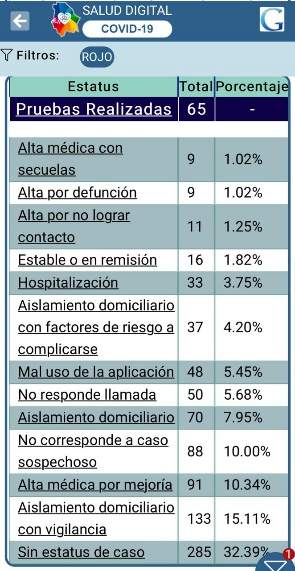 SALUD DIGITAL
COVID-19
G
Filtros: ROJO
Estatus Total Porcentaje
Pruebas Realizadas 65 -
Alta médica con
secuelas 9 1.02%
Alta por defunción 9 1.02%
Alta por no lograr
contacto 11 1.25%
Estable o en remisión 16 1.82%
Hospitalización 33 3.75%
Aislamiento domiciliario
con factores de riesgo a
complicarse 37 4.20%
Mal uso de la aplicación 48 5.45%
No responde llamada 50 5.68%
Aislamiento domiciliario 70 7.95%
No corresponde a caso
sospechoso 88 10.00%
Alta médica por mejoría 91 10.34%
Aislamiento domiciliario
con vigilancia 133 15.11%
Sin estatus de caso 285 32.39%
1